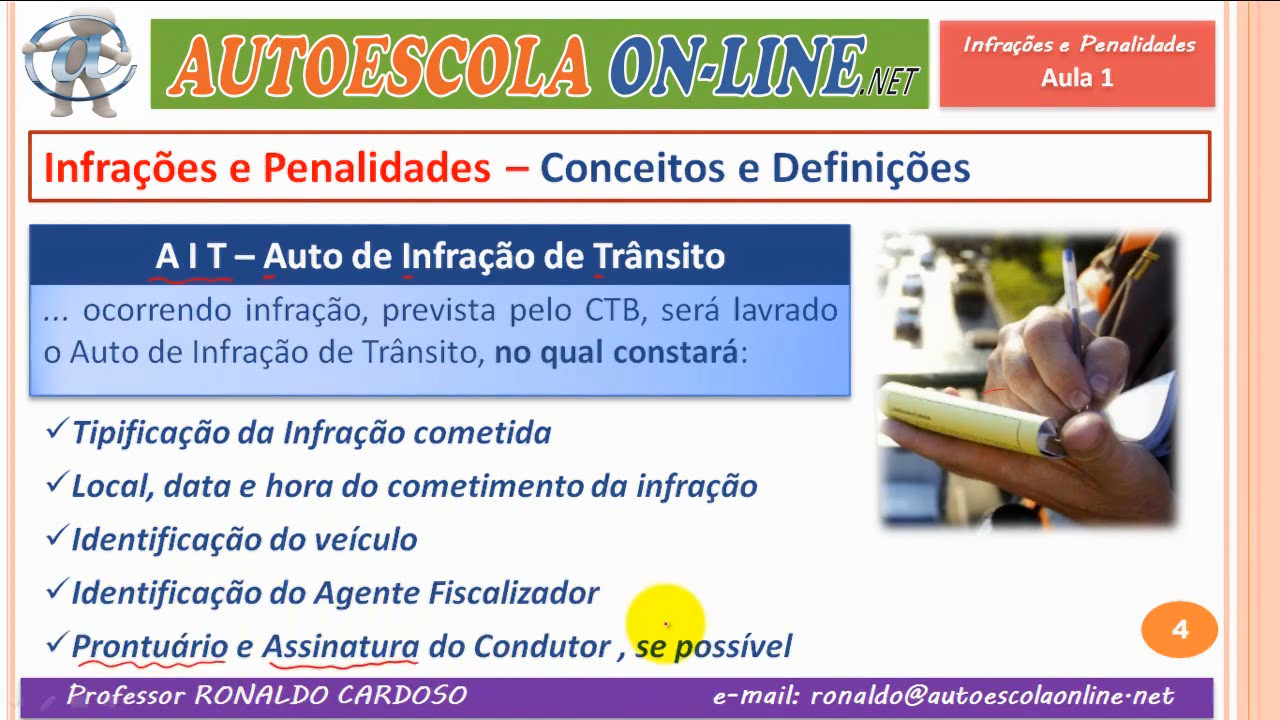 AUTOESCOLA ON-LINE.NET
Infrações e Penalidades
Aula 1
Infrações e Penalidades – Conceitos e Definições
A I T – Auto de Infração de Trânsito
... ocorrendo infração, prevista pelo CTB, será lavrado
o Auto de Infração de Trânsito, no qual constará:
✓Tipificação da Infração cometida
✓Local, data e hora do cometimento da infração
✓Identificação do veículo
✓Identificação do Agente Fiscalizador
✓Prontuário e Assinatura do Condutor , se possível
4
Professor RONALDO CARDOSO
e-mail: ronaldo@autoescolaonline.net